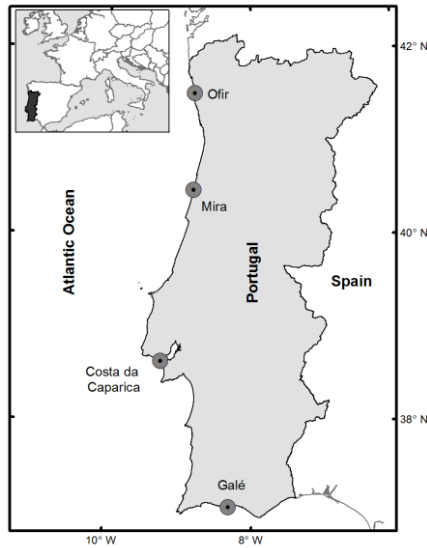 42° N
Ofir
Mira
Atlantic Ocean
Portugal
Spain
40° N
Costa da
Caparica
38° N
Galé
10° W
8° W